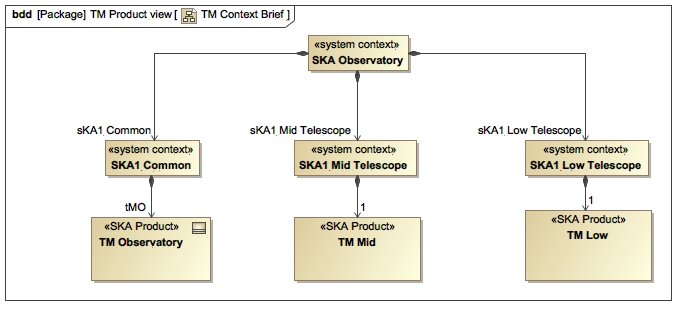 bdd [Package] TM Product view [ TM Context Brief ]
«system context»
SKA Observatory
sKA1 Common
sKA1 Mid Telescope
sKA1 Low Telescope
«system context»
SKA1 Common
«system context»
SKA1 Mid Telescope
«system context»
SKA1 Low Telescope
tMO
1
1
«SKA Product»
TM Observatory
«SKA Product»
TM Mid
«SKA Product»
TM Low